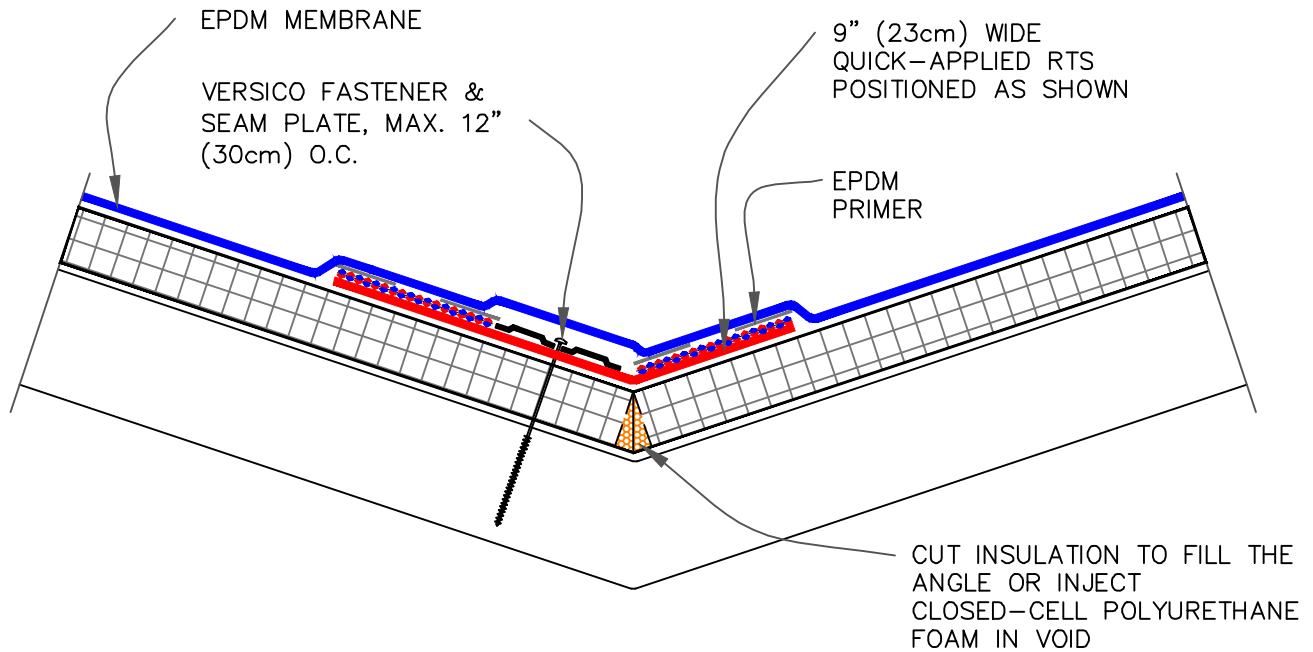 EPDM MEMBRANE
VERSICO FASTENER &
SEAM PLATE, MAX. 12”
(30cm) O.C.
9” (23cm) WIDE
QUICK–APPLIED RTS
POSITIONED AS SHOWN
EPDM
PRIMER
CUT INSULATION TO FILL THE
ANGLE OR INJECT
CLOSED–CELL POLYURETHANE
FOAM IN VOID